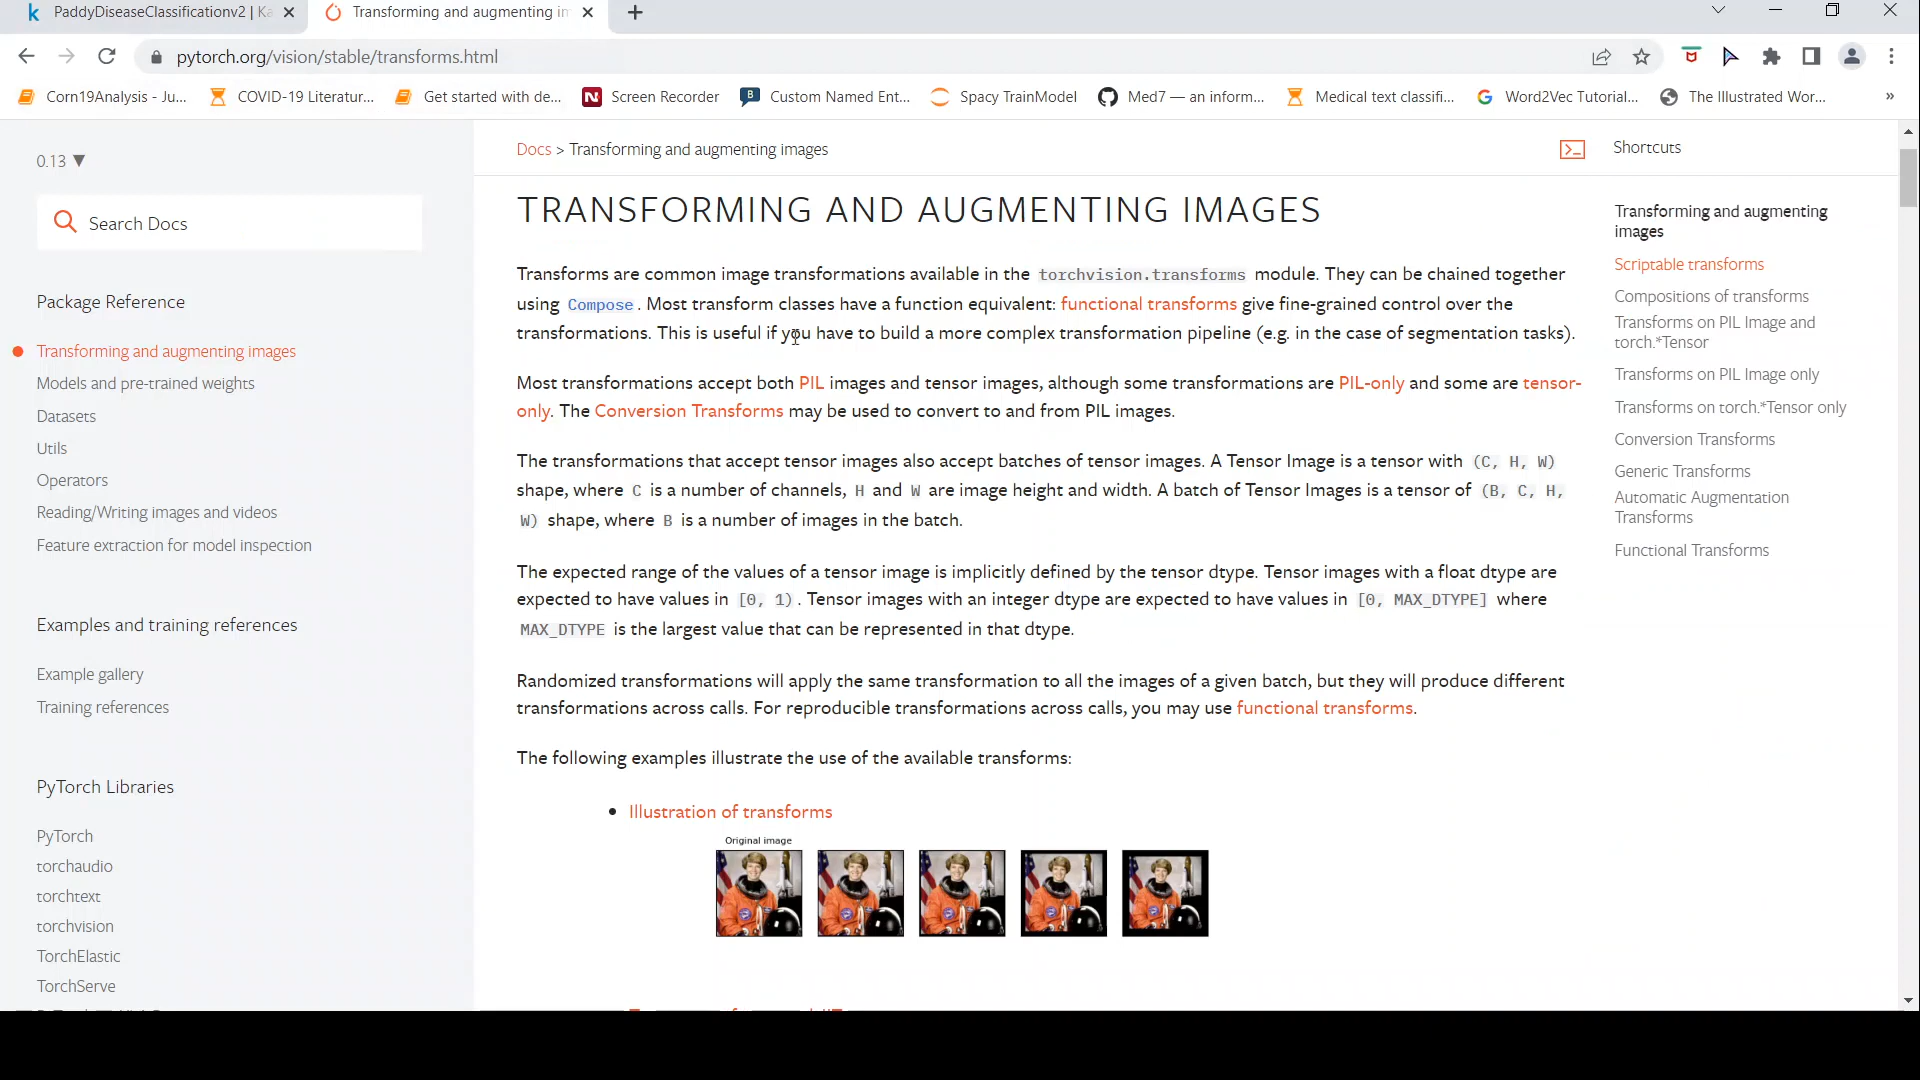 PaddyDiseaseClassificationv2 | Ka
Transforming and augmenting im
pytorch.org/vision/stable/transforms.html
Corn19Analysis - Ju...
COVID-19 Literatur...
Get started with de...
Screen Recorder
Custom Named Ent...
Spacy TrainModel
Med7 — an inform...
Medical text classifi...
Word2Vec Tutorial...
The Illustrated Wor...
»
0.13 ▼
Search Docs
Package Reference
Transforming and augmenting images
Models and pre-trained weights
Datasets
Utils
Operators
Reading/Writing images and videos
Feature extraction for model inspection
Examples and training references
Example gallery
Training references
PyTorch Libraries
PyTorch
torchaudio
torchtext
torchvision
TorchElastic
TorchServe
Docs > Transforming and augmenting images
TRANSFORMING AND AUGMENTING IMAGES
Transforms are common image transformations available in the torchvision.transforms module. They can be chained together
using Compose. Most transform classes have a function equivalent: functional transforms give fine-grained control over the
transformations. This is useful if you have to build a more complex transformation pipeline (e.g. in the case of segmentation tasks).
Most transformations accept both PIL images and tensor images, although some transformations are PIL-only and some are tensor-
only. The Conversion Transforms may be used to convert to and from PIL images.
The transformations that accept tensor images also accept batches of tensor images. A Tensor Image is a tensor with (C, H, W)
shape, where C is a number of channels, H and W are image height and width. A batch of Tensor Images is a tensor of (B, C, H,
W) shape, where B is a number of images in the batch.
The expected range of the values of a tensor image is implicitly defined by the tensor dtype. Tensor images with a float dtype are
expected to have values in [0, 1). Tensor images with an integer dtype are expected to have values in [0, MAX_DTYPE] where
MAX_DTYPE is the largest value that can be represented in that dtype.
Randomized transformations will apply the same transformation to all the images of a given batch, but they will produce different
transformations across calls. For reproducible transformations across calls, you may use functional transforms.
The following examples illustrate the use of the available transforms:
• Illustration of transforms
Original image
Shortcuts
Transforming and augmenting
images
Scriptable transforms
Compositions of transforms
Transforms on PIL Image and
torch.*Tensor
Transforms on PIL Image only
Transforms on torch.*Tensor only
Conversion Transforms
Generic Transforms
Automatic Augmentation
Transforms
Functional Transforms